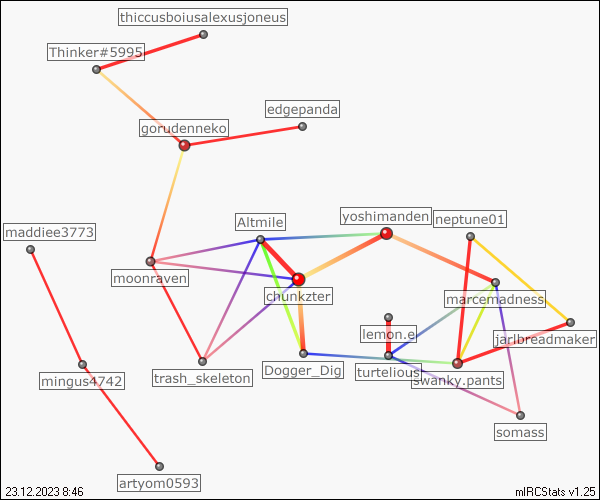 thiccusboiusalexusjoneus
Thinker#5995
edgepanda
gorudenneko
yoshimanden
neptune01
Altmile
maddiee3773
moonraven
chunkzter
marcemadness
lemon.e
jarlbreadmaker
Dogger_Dig
turtelious
trash_skeleton
mingus4742
swanky.pants
somass
artyom0593
23.12.2023 8:46
mIRCStats v1.25